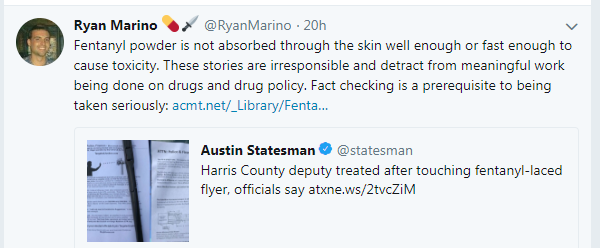 Ryan Marino 💊🗡 @RyanMarino · 20h
Fentanyl powder is not absorbed through the skin well enough or fast enough to
cause toxicity. These stories are irresponsible and detract from meaningful work
being done on drugs and drug policy. Fact checking is a prerequisite to being
taken seriously: acmt.net/_Library/Fenta...
Austin Statesman @statesman
Harris County deputy treated after touching fentanyl-laced
flyer, officials say atxne.ws/2tvcZiM